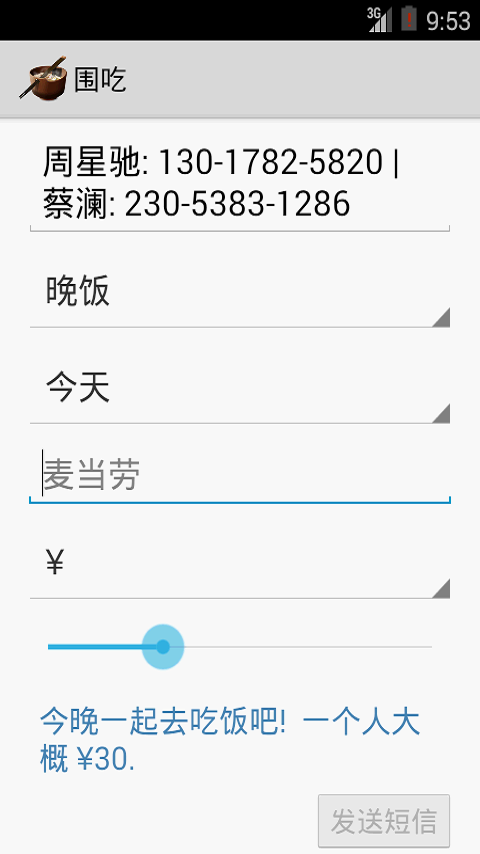 3G 9:53
围吃
周星驰: 130-1782-5820 |
蔡澜: 230-5383-1286
晚饭
今天
麦当劳
¥
今晚一起去吃饭吧! 一个人大
概 ¥30.
发送短信